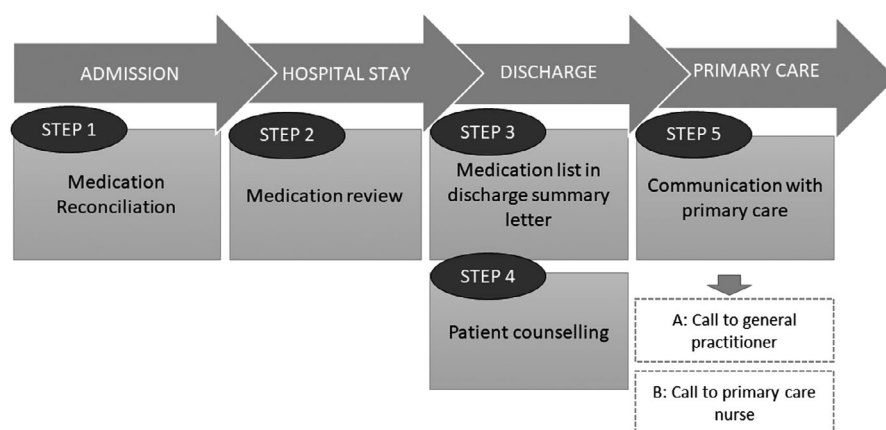 ADMISSION
HOSPITAL STAY
DISCHARGE
PRIMARY CARE
STEP 1
Medication
Reconciliation
STEP 2
Medication review
STEP 3
Medication list in
discharge summary
letter
STEP 4
Patient counselling
STEP 5
Communication with
primary care
A: Call to general
practitioner
B: Call to primary care
nurse